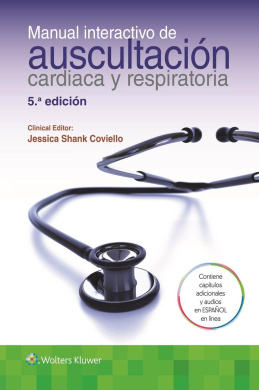 Manual interactivo de
auscultación
cardiaca y respiratoria
5.ª edición
Clinical Editor:
Jessica Shank Coviello
Contiene
capítulos
adicionales
y audios
en ESPAÑOL
en línea
Wolters Kluwer